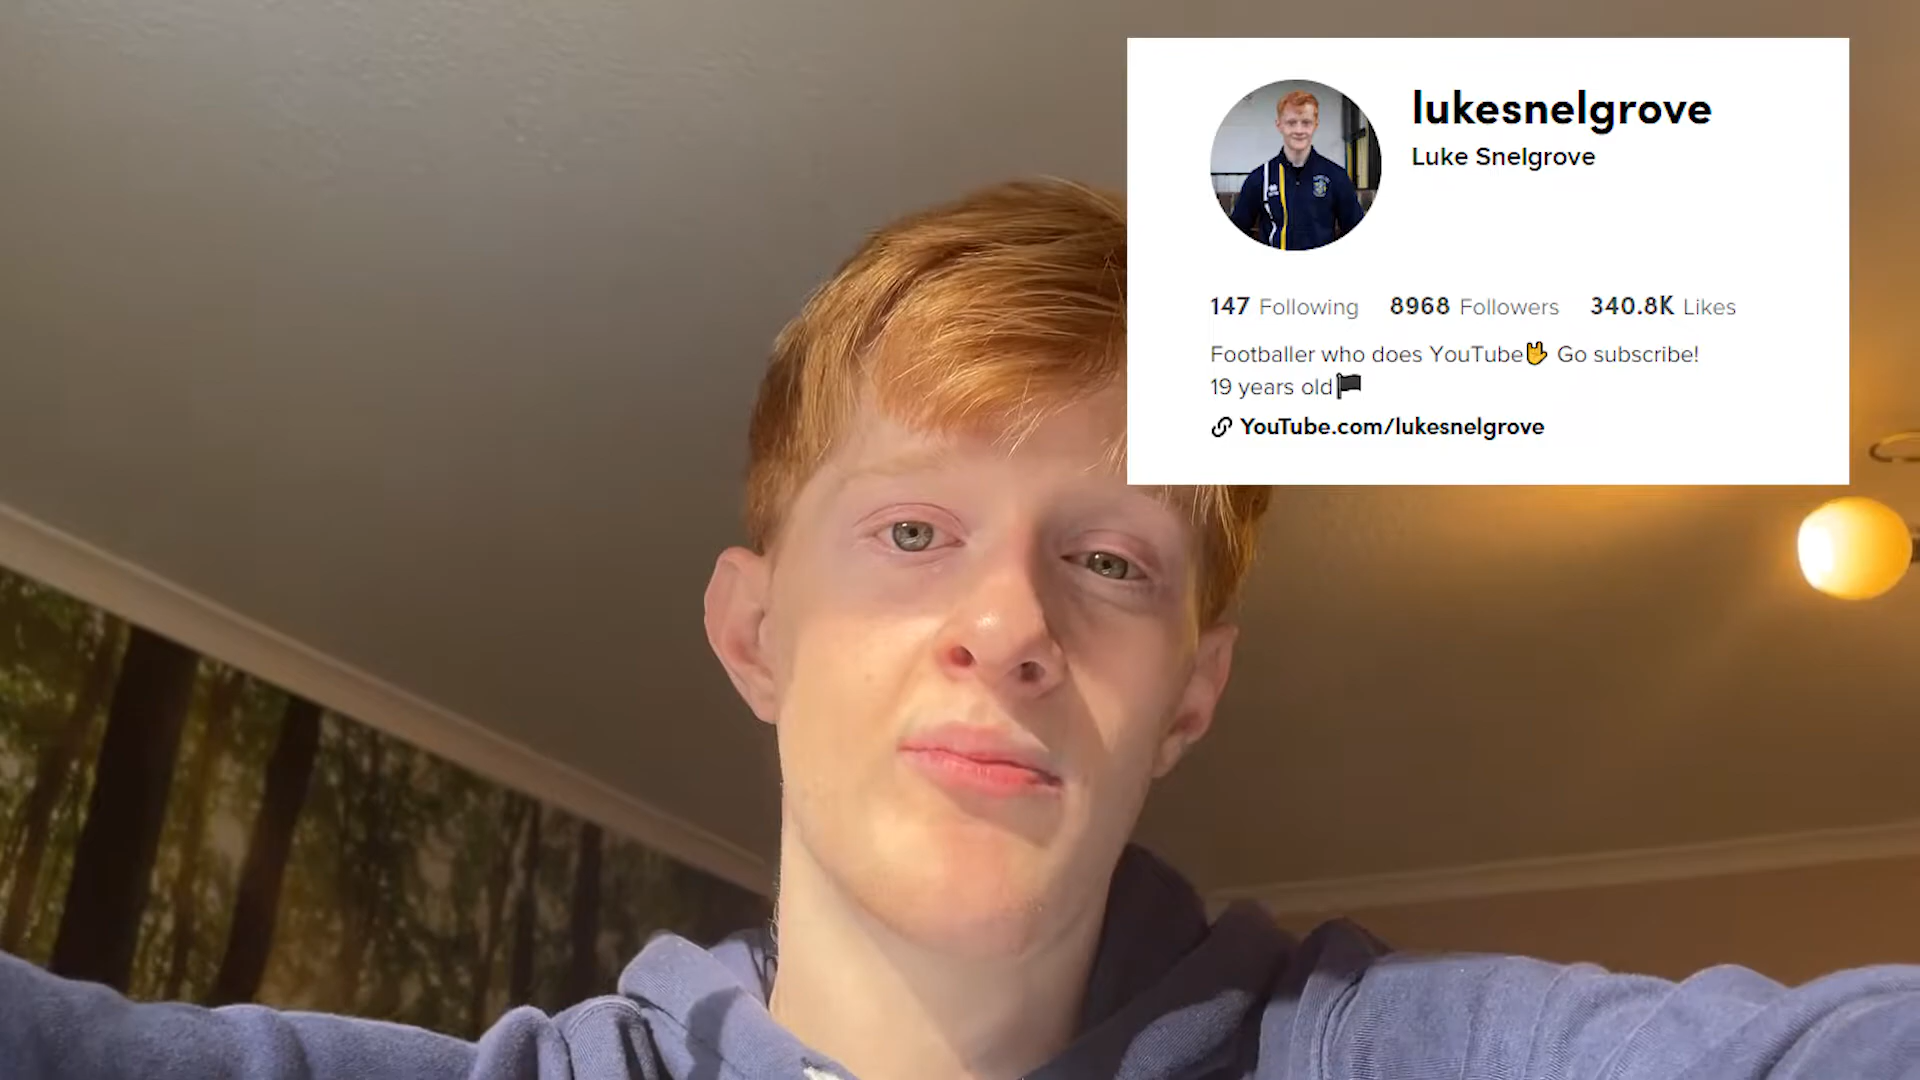 lukesnelgrove
Luke Snelgrove
147 Following 8968 Followers 340.8K Likes
Footballer who does YouTube🤟 Go subscribe!
19 years old🏴
YouTube.com/lukesnelgrove